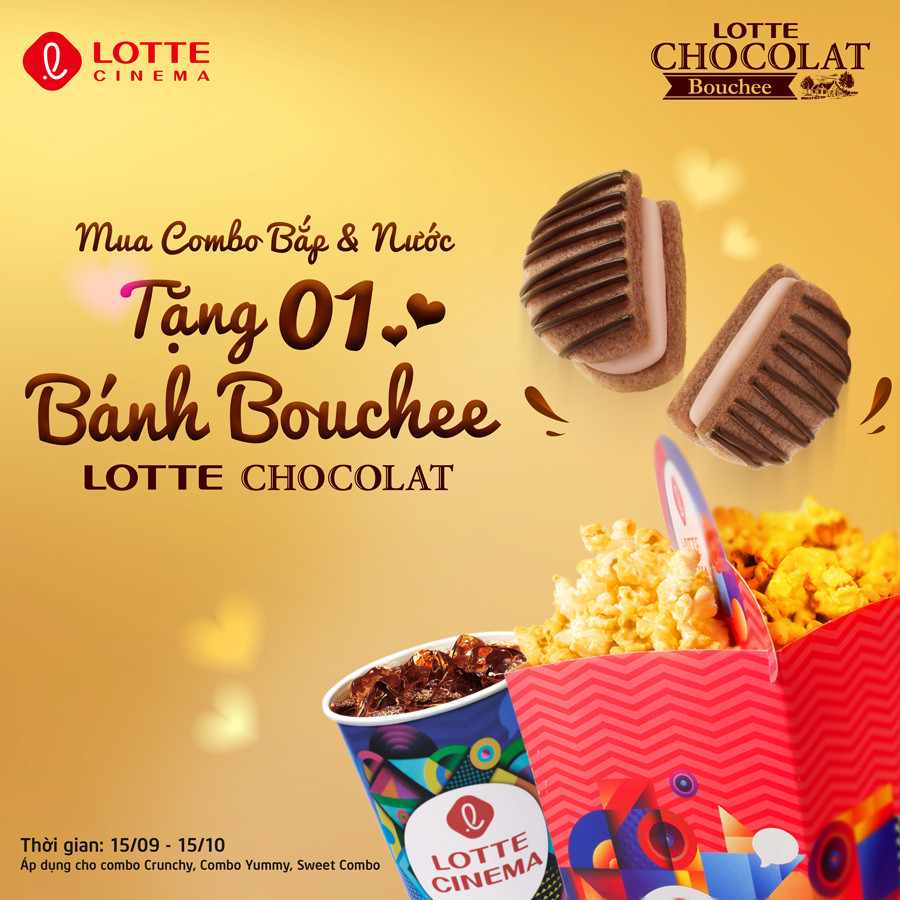 LOTTE
CINEMA
LOTTE
CHOCOLAT
Bouchee
Mua Combo Bắp & Nước
Tặng 01
Bánh Bouchee
LOTTE CHOCOLAT
LOTTE
CINEMA
Thời gian: 15/09 - 15/10
Áp dụng cho combo Crunchy, Combo Yummy, Sweet Combo